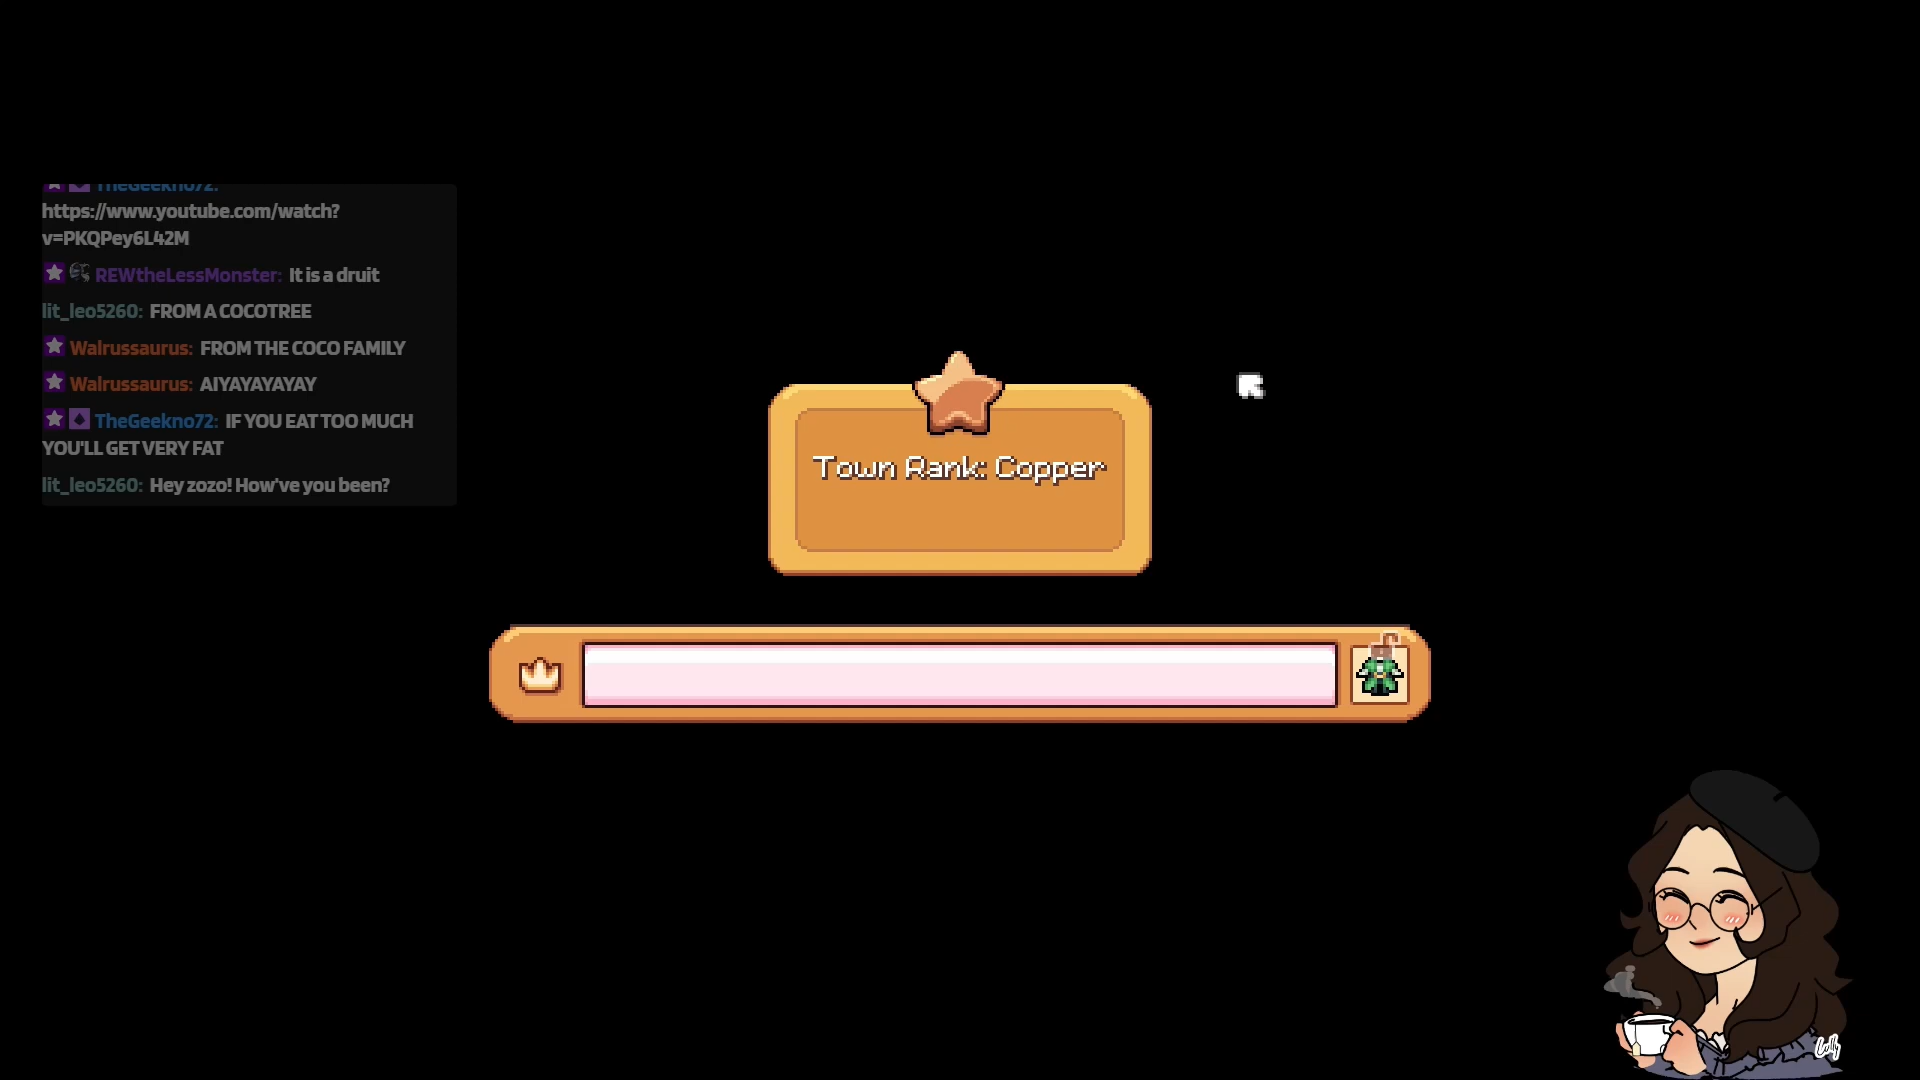 TheGeekno72:
https://www.youtube.com/watch?
v=PKQPey6L42M
REWtheLessMonster: It is a druit
lit_leo5260: FROM A COCOTREE
Walrussaurus: FROM THE COCO FAMILY
Walrussaurus: AIYAYAYAYAY
TheGeekno72: IF YOU EAT TOO MUCH
YOU'LL GET VERY FAT
lit_leo5260: Hey zozo! How've you been?
Town Rank: Copper